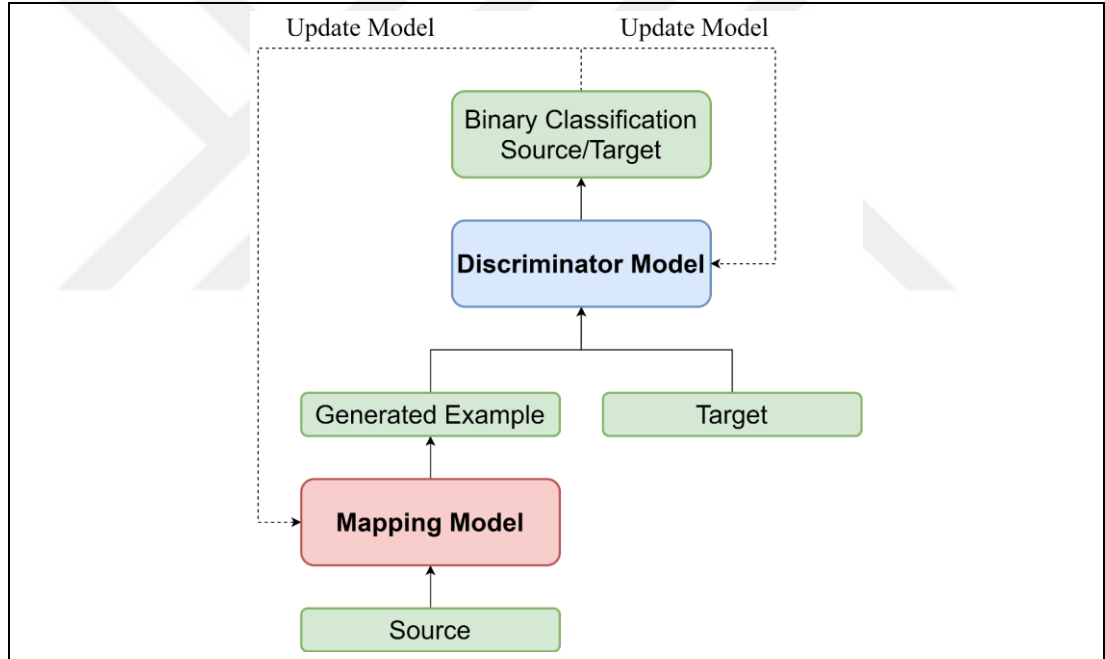 Update Model
Update Model
Binary Classification
Source/Target
Discriminator Model
Generated Example
Target
Mapping Model
Source